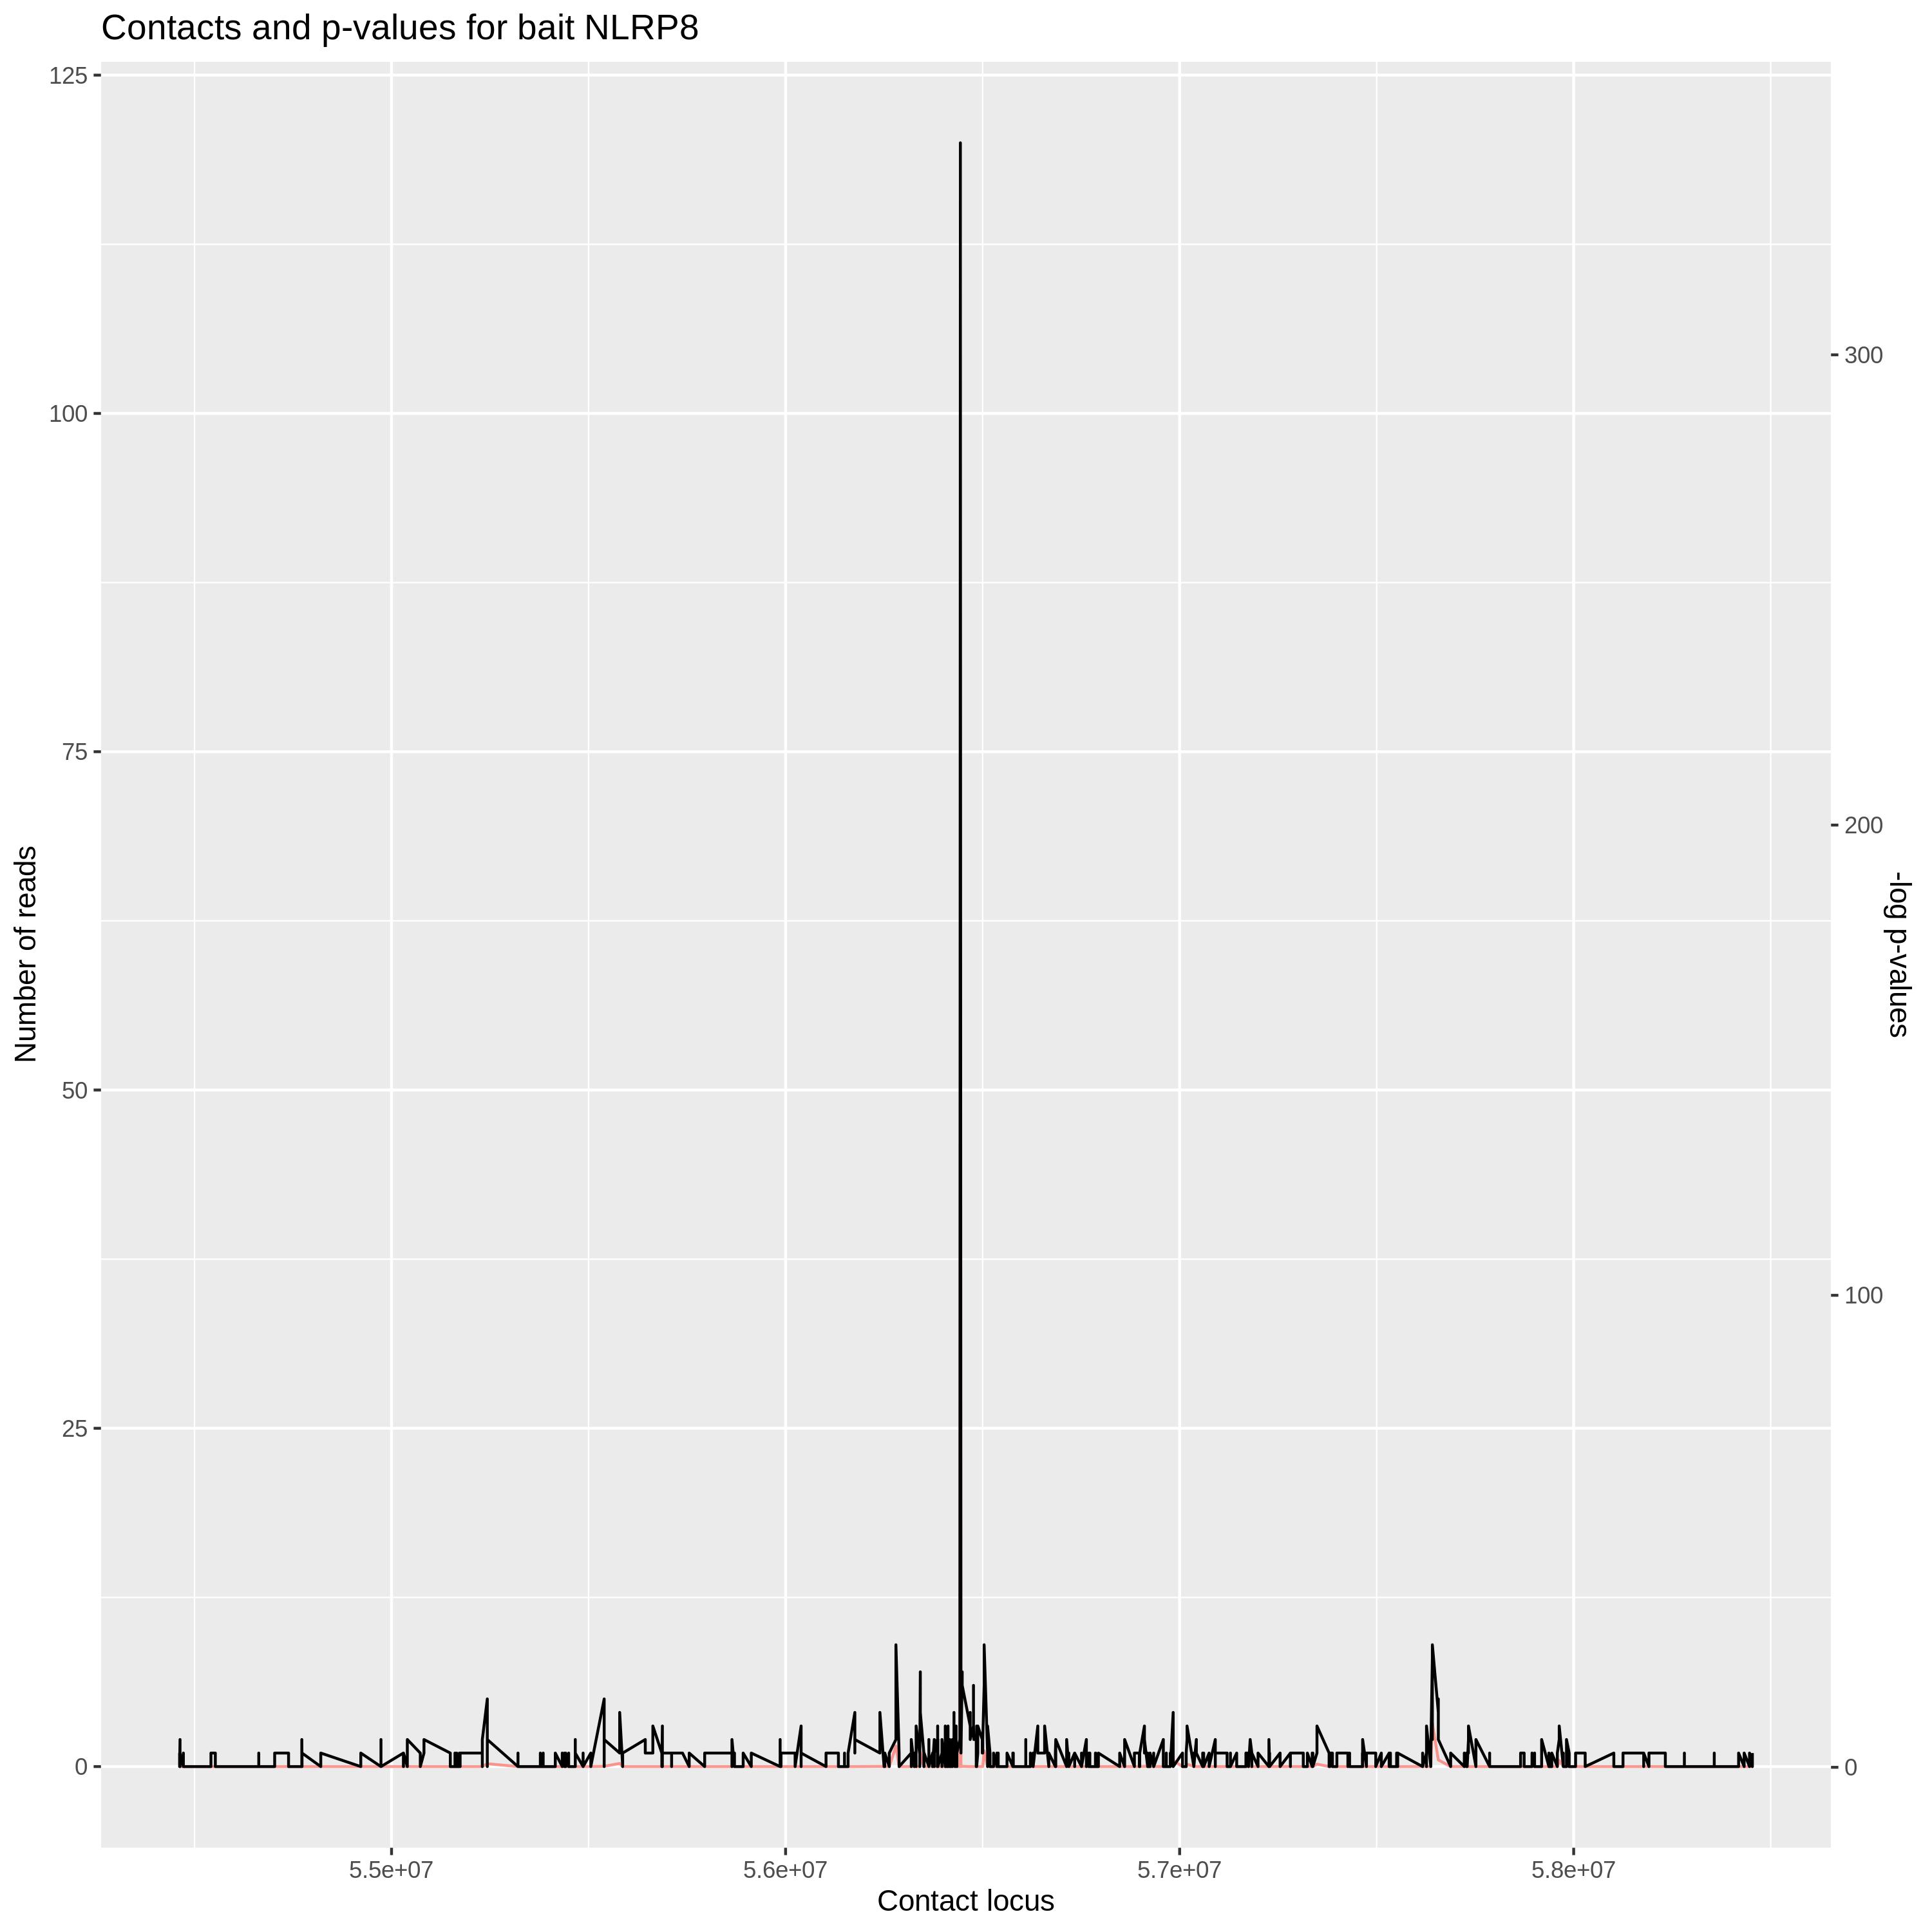 Contacts and p-values for bait NLRP8
125
100
75
50
25
0
Number of reads
300
200
100
0
-log p-values
5.5e+07
5.6e+07
5.7e+07
5.8e+07
Contact locus